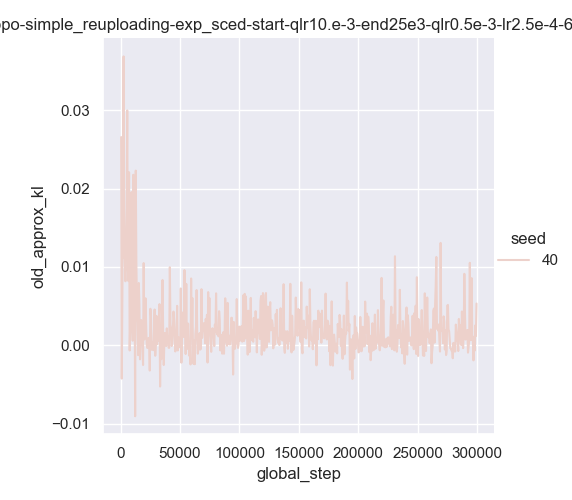 ppo-simple_reuploading-exp_sced-start-qlr10.e-3-end25e3-qlr0.5e-3-lr2.5e-4-6
0.03
0.02
0.01
0.00
−0.01
old_approx_kl
0 50000 100000 150000 200000 250000 300000
global_step
seed
40